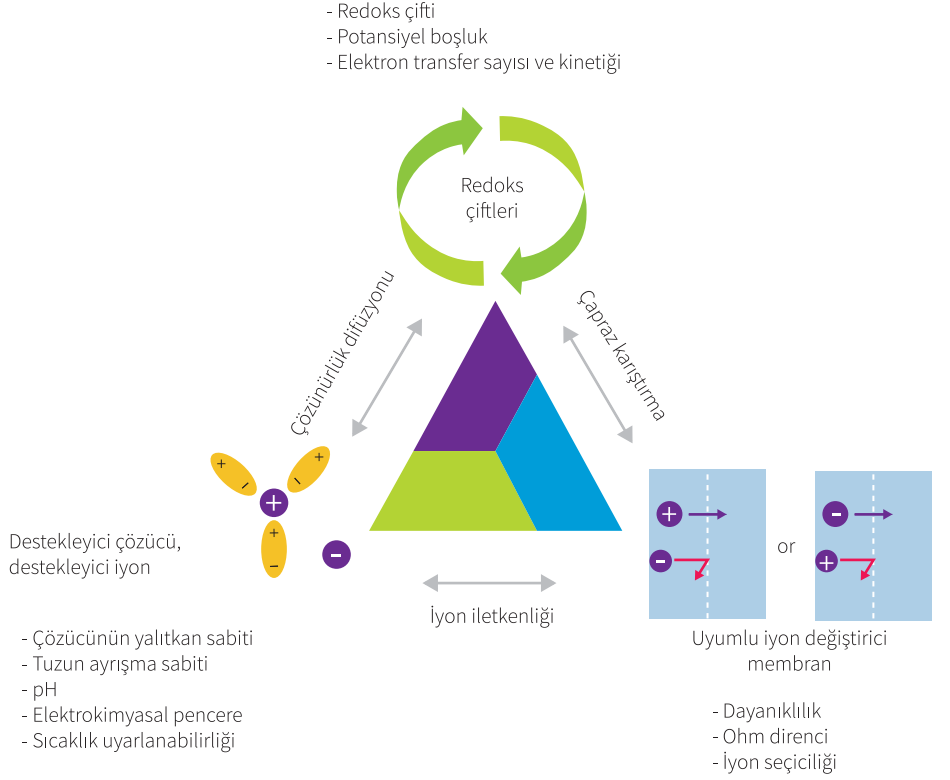 - Redoks çifti
- Potansiyel boşluk
- Elektron transfer sayısı ve kinetiği
Redoks
çiftleri
Çözünürlük difüzyonu
Çapraz karıştırma
Destekleyici çözücü,
destekleyici iyon
+
-
+
-
+
+
-
-
İyon iletkenliği
+
-
or
-
+
- Çözücünün yalıtkan sabiti
- Tuzun ayrışma sabiti
- pH
- Elektrokimyasal pencere
- Sıcaklık uyarlanabilirliği
Uyumlu iyon değiştirici
membran
- Dayanıklılık
- Ohm direnci
- İyon seçiciliği